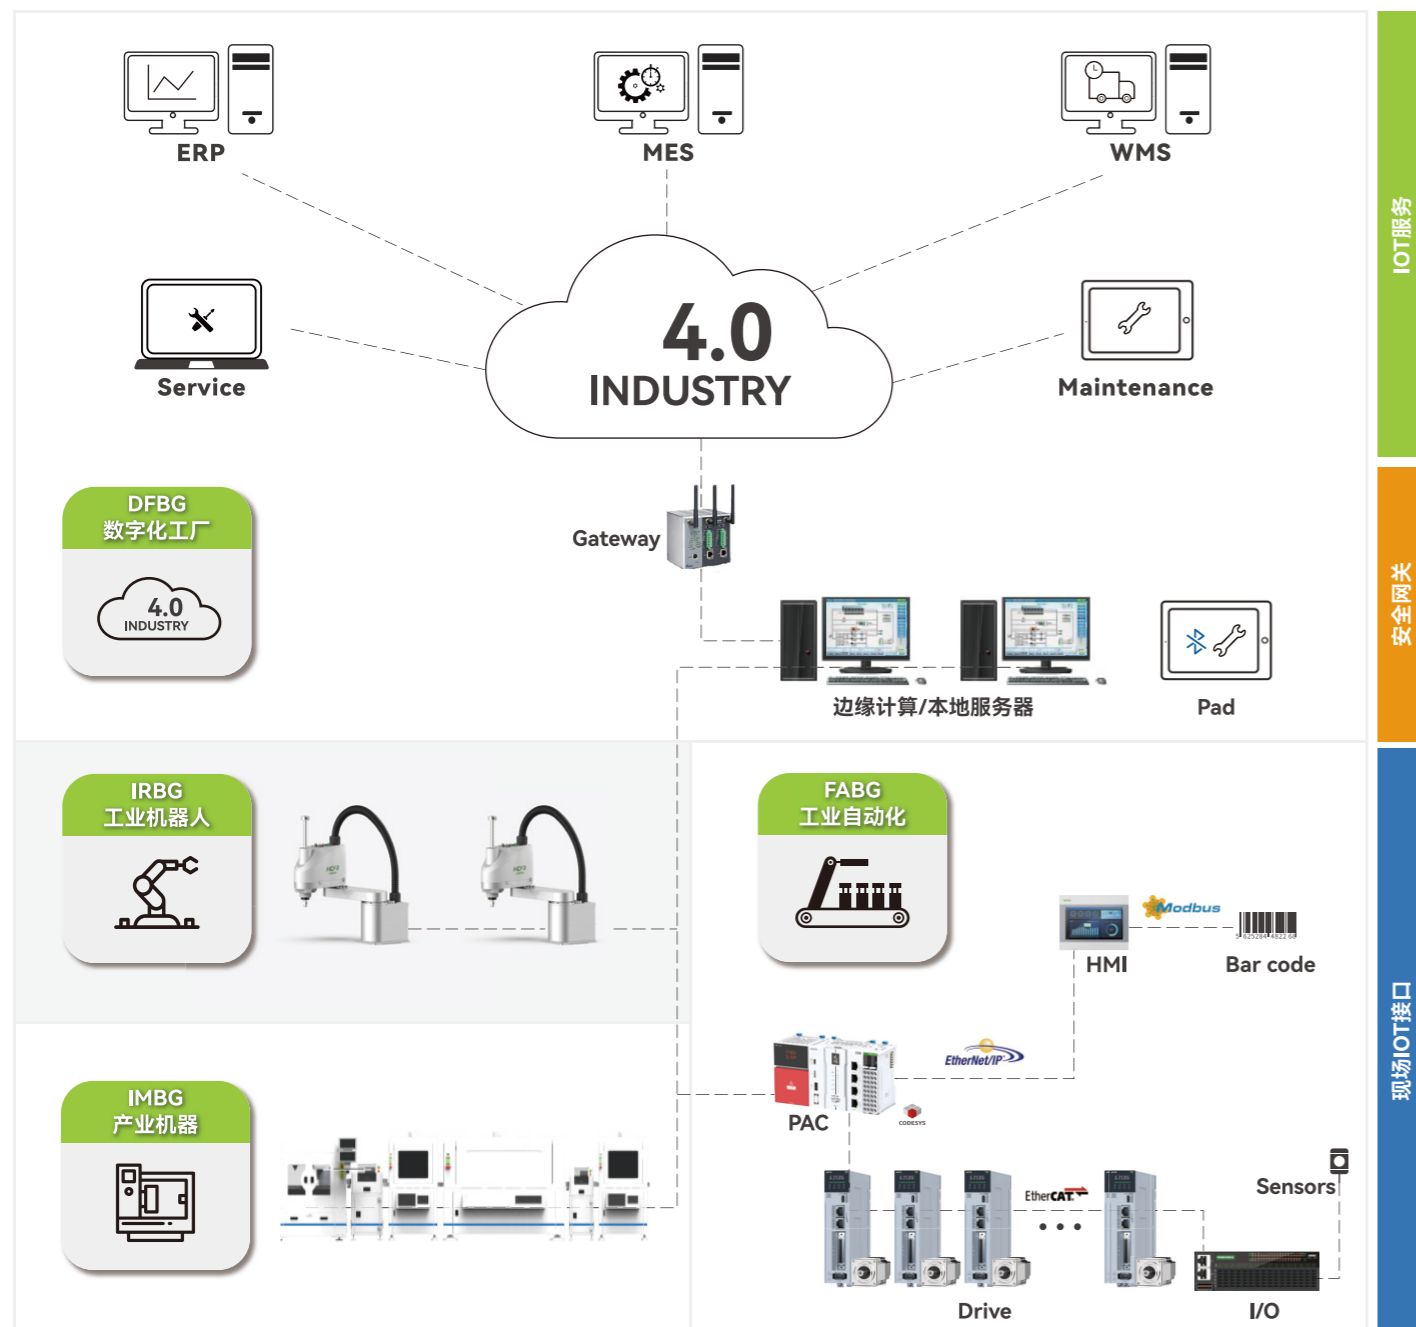 ERP
MES
WMS
4.0
INDUSTRY
Service
Maintenance
IOT服务
DFBG
数字化工厂
4.0
INDUSTRY
Gateway
边缘计算/本地服务器
Pad
安全网关
IRBG
工业机器人
FABG
工业自动化
Modbus
HMI
Bar code
EtherNet/IP
PAC
CODESYS
IMBG
产业机器
EtherCAT
Sensors
Drive
I/O
现场IOT接口